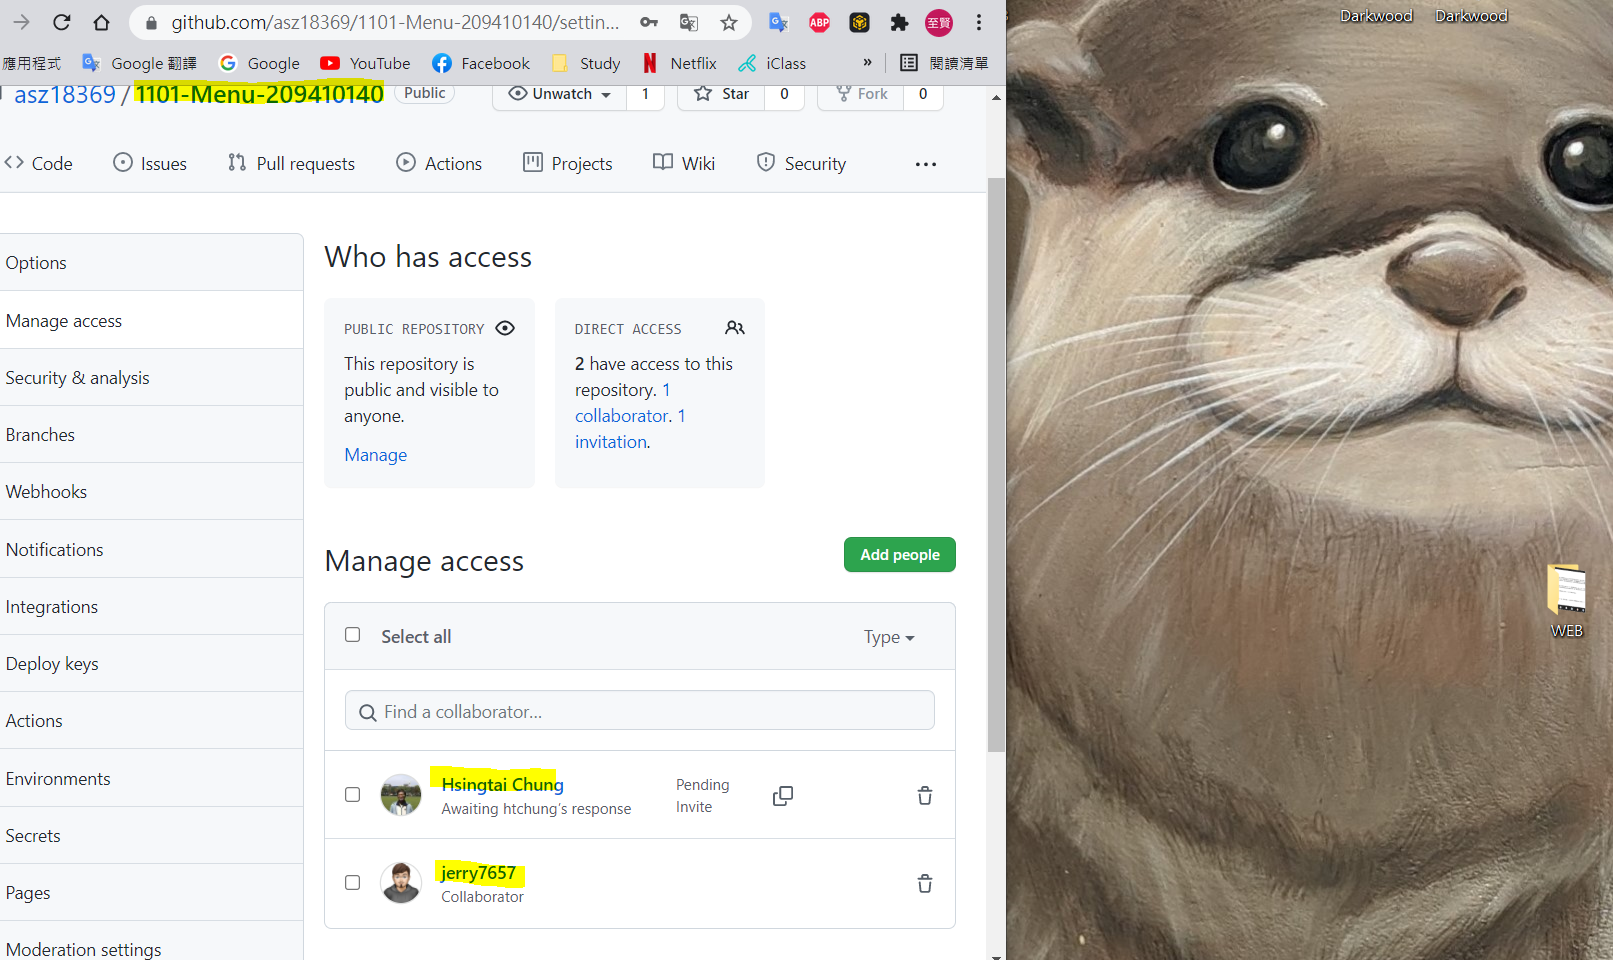 github.com/asz18369/1101-Menu-209410140/settin...
ABP
至賢
應用程式
Google 翻譯
Google
YouTube
Facebook
Study
Netflix
iClass
»
閱讀清單
asz18369 / 1101-Menu-209410140
Public
Unwatch
1
Star
0
Fork
0
Code
Issues
Pull requests
Actions
Projects
Wiki
Security
...
Options
Manage access
Security & analysis
Branches
Webhooks
Notifications
Integrations
Deploy keys
Actions
Environments
Secrets
Pages
Moderation settings
Who has access
PUBLIC REPOSITORY
This repository is
public and visible to
anyone.
Manage
DIRECT ACCESS
2 have access to this
repository. 1
collaborator. 1
invitation.
Manage access
Add people
Select all
Type
Find a collaborator...
Hsingtai Chung
Awaiting htchung's response
Pending
Invite
jerry7657
Collaborator
Darkwood
Darkwood
WEB